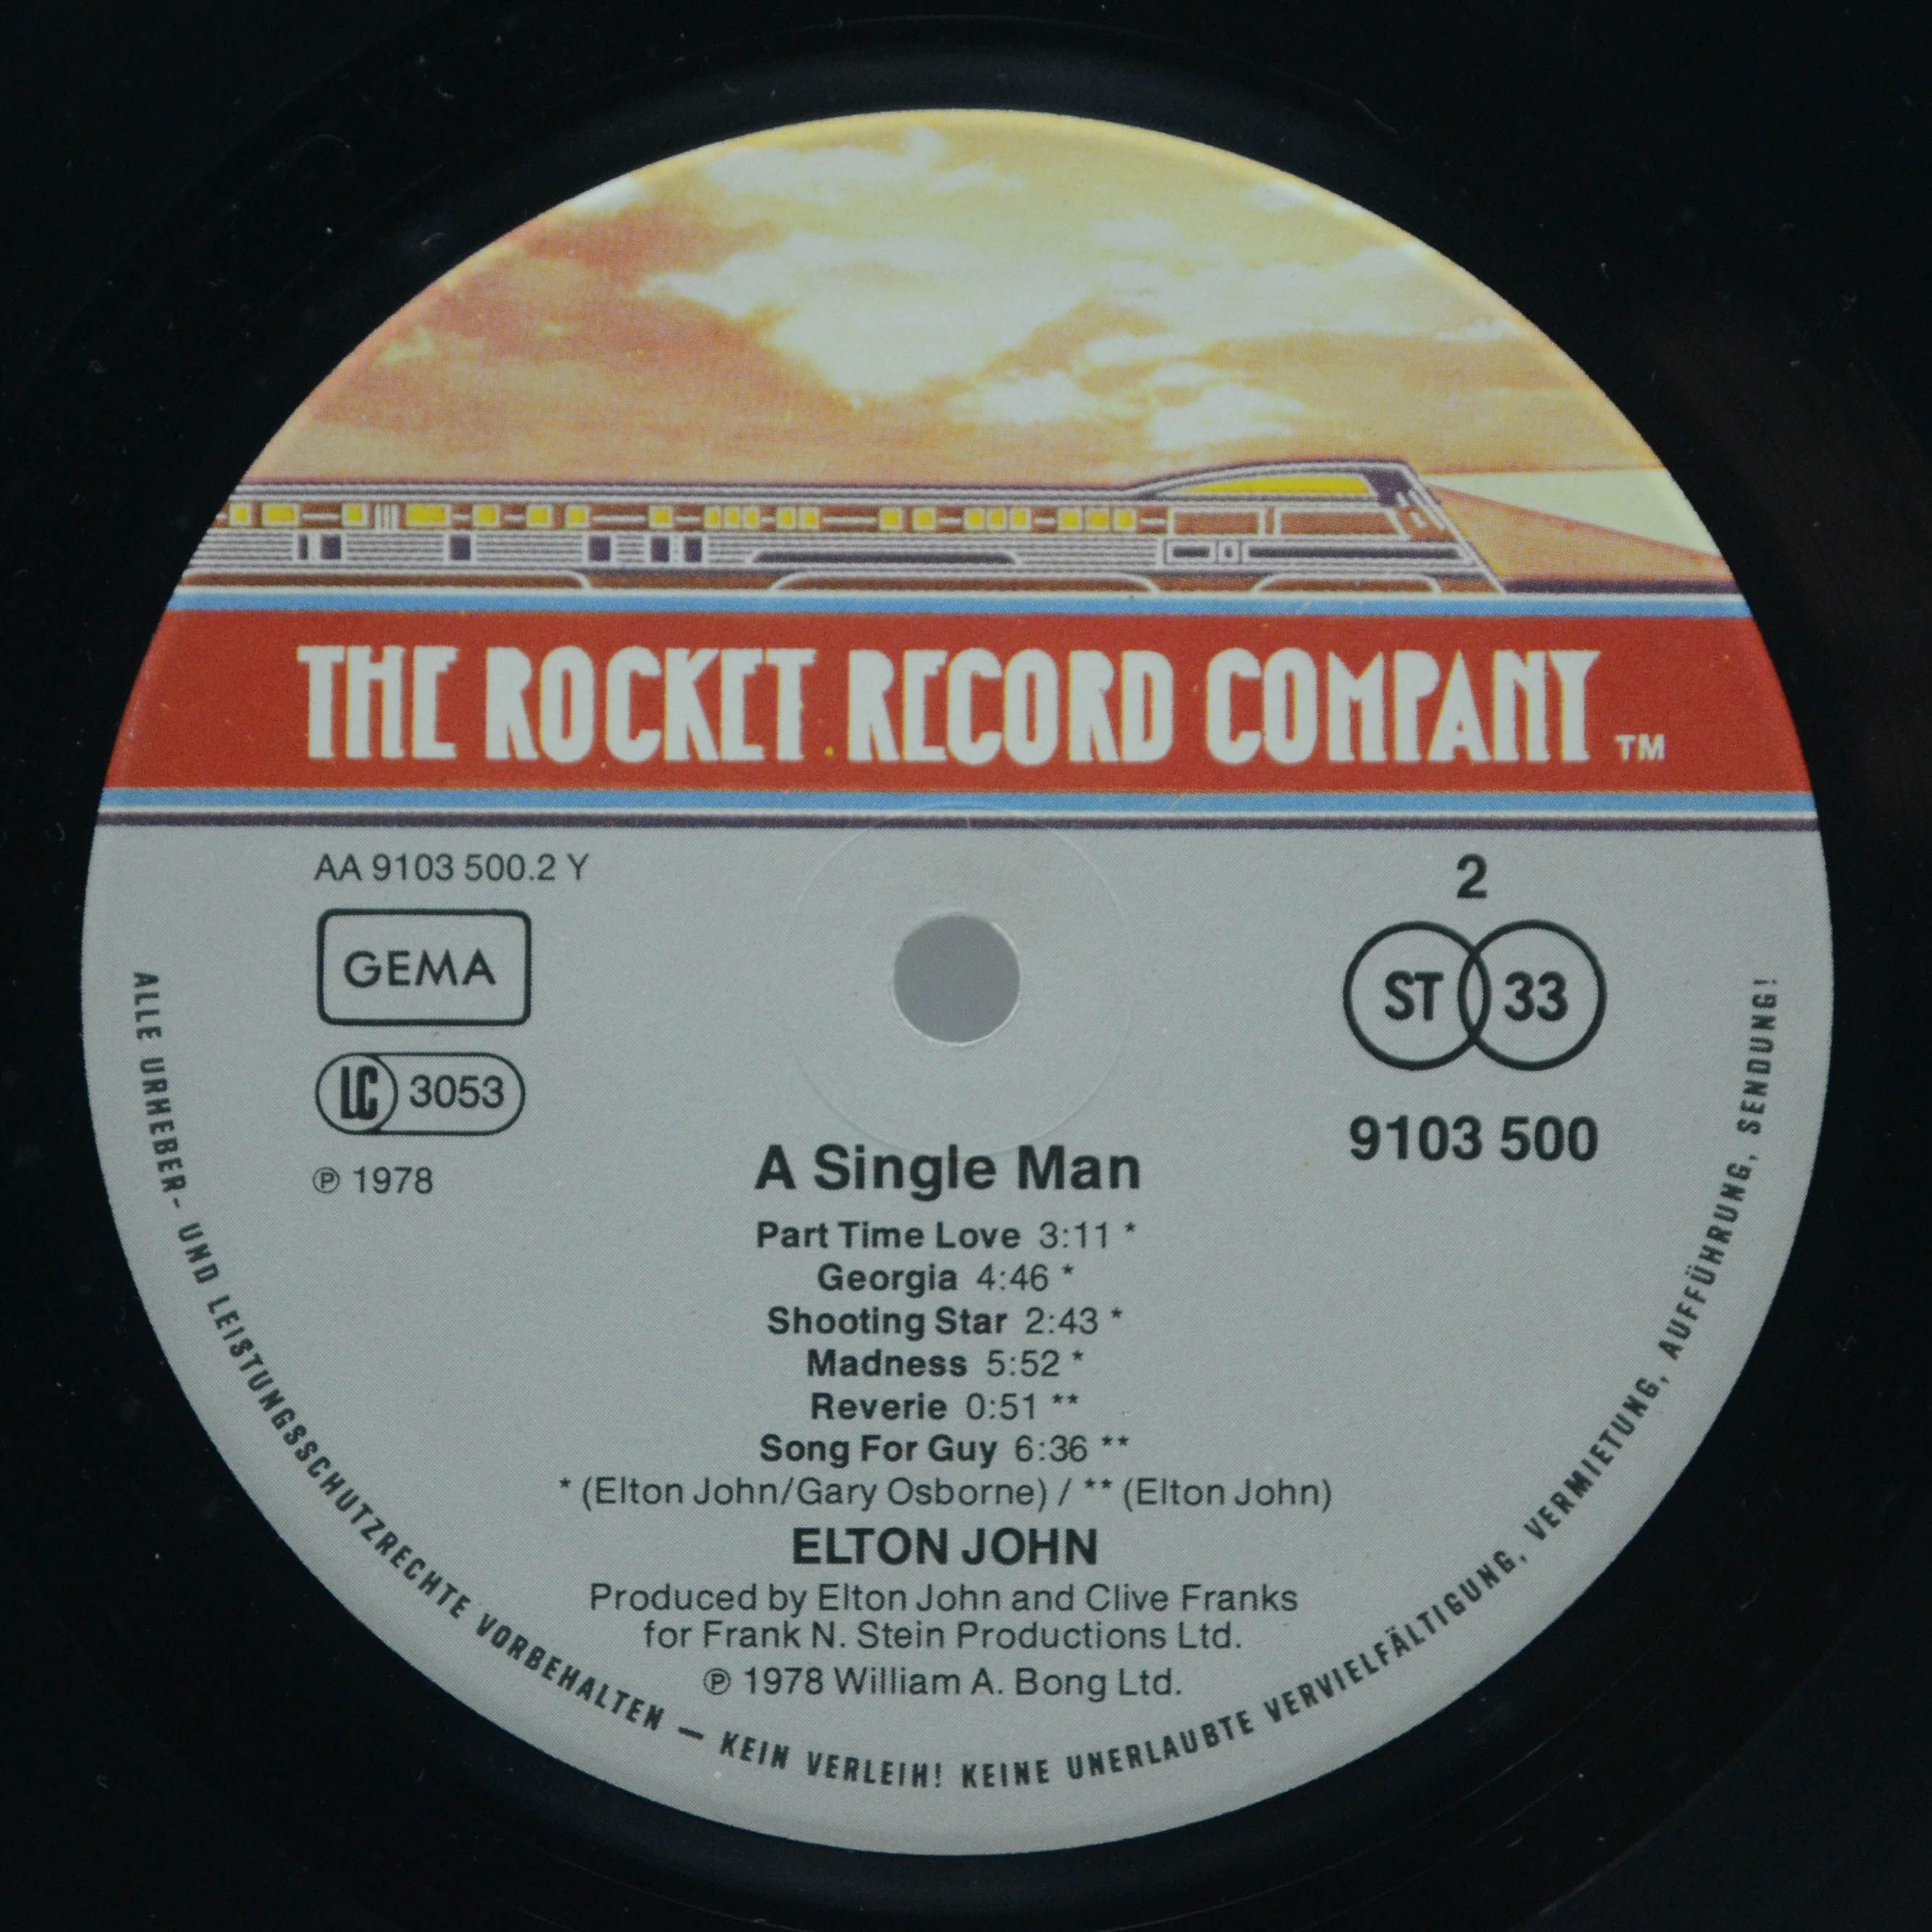 THE ROCKET RECORD COMPANY TM
AA 9103 500.2 Y
2
GEMA
ST 33
LC 3053
9103 500
℗ 1978
A Single Man
Part Time Love 3:11 *
Georgia 4:46 *
Shooting Star 2:43 *
Madness 5:52 *
Reverie 0:51 **
Song For Guy 6:36 **
* (Elton John/Gary Osborne) / ** (Elton John)
ELTON JOHN
Produced by Elton John and Clive Franks
for Frank N. Stein Productions Ltd.
℗ 1978 William A. Bong Ltd.
ALLE URHEBER- UND LEISTUNGSSCHUTZRECHTE VORBEHALTEN — KEIN VERLEIH! KEINE UNERLAUBTE VERVIELFÄLTIGUNG, VERMIETUNG, AUFFÜHRUNG, SENDUNG!